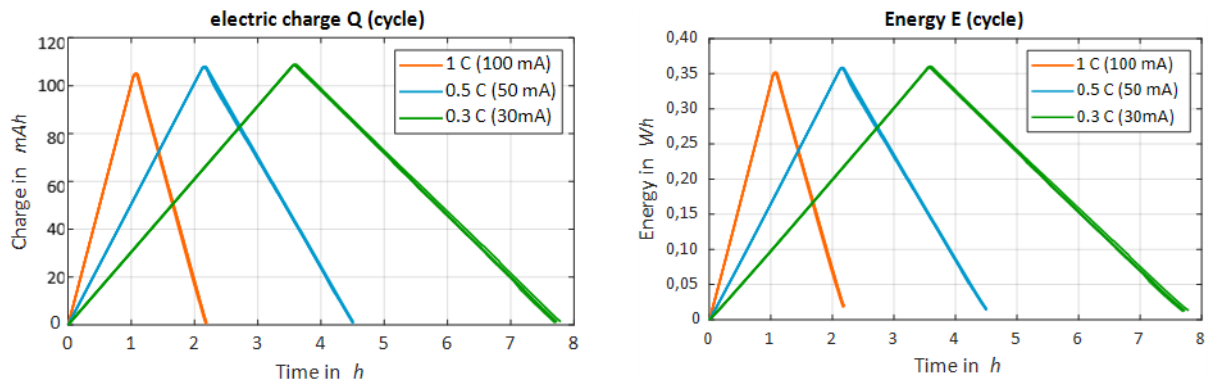 electric charge Q (cycle)
120
100
80
60
40
20
0
Charge in mAh
0 1 2 3 4 5 6 7 8
Time in h
1 C (100 mA)
0.5 C (50 mA)
0.3 C (30mA)
Energy E (cycle)
0,40
0,35
0,30
0,25
0,20
0,15
0,10
0,05
0
Energy in Wh
0 1 2 3 4 5 6 7 8
Time in h
1 C (100 mA)
0.5 C (50 mA)
0.3 C (30mA)